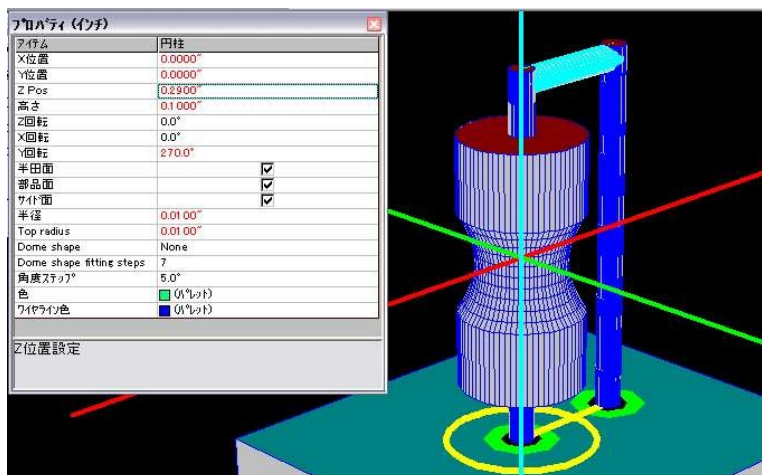 プロパティ (インチ)
アイテム 円柱
X位置 0.0000"
Y位置 0.0000"
Z Pos 0.2900"
高さ 0.1000"
Z回転 0.0°
X回転 0.0°
Y回転 270.0°
半田面
部品面
サイド面
半径 0.0100"
Top radius 0.0100"
Dome shape None
Dome shape fitting steps 7
角度ステップ 5.0°
色 (パレット)
ワイヤライン色 (パレット)
Z位置設定